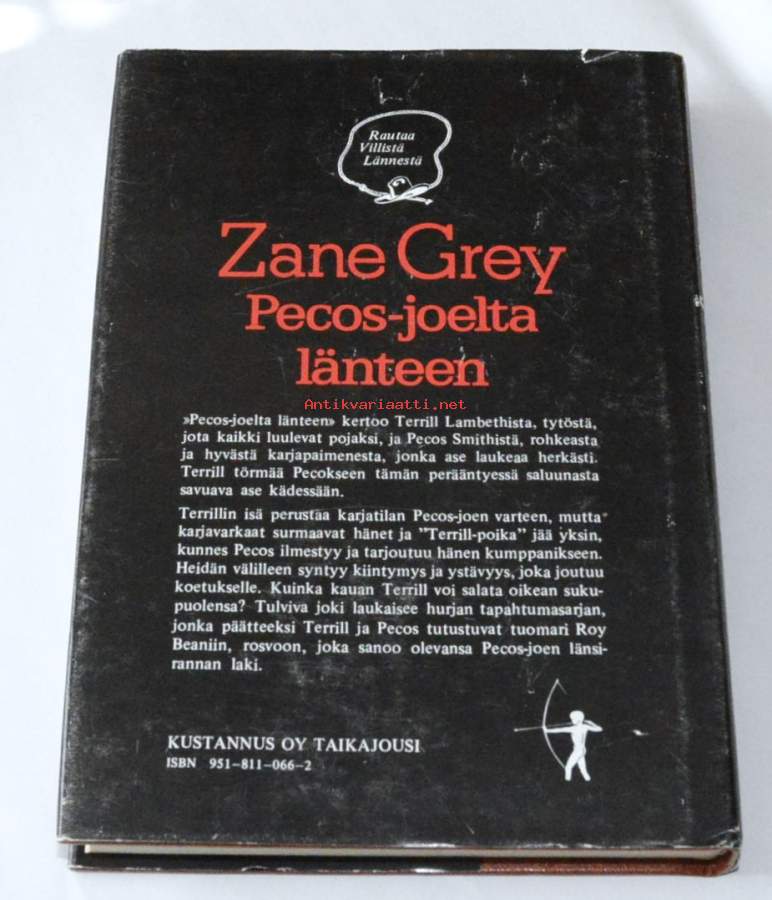 Rautaa
Villistä
Lännestä
Zane Grey
Pecos-joelta
länteen
Antikvariaatti.net
»Pecos-joelta länteen» kertoo Terrill Lambethista, tytöstä,
jota kaikki luulevat pojaksi, ja Pecos Smithistä, rohkeasta
ja hyvästä karjapaimenesta, jonka ase laukeaa herkästi.
Terrill törmää Pecokseen tämän perääntyessä saluunasta
savuava ase kädessään.
Terrillin isä perustaa karjatilan Pecos-joen varteen, mutta
karjavarkaat surmaavat hänet ja "Terrill-poika" jää yksin,
kunnes Pecos ilmestyy ja tarjoutuu hänen kumppanikseen.
Heidän välilleen syntyy kiintymys ja ystävyys, joka joutuu
koetukselle. Kuinka kauan Terrill voi salata oikean suku-
puolensa? Tulviva joki laukaisee hurjan tapahtumasarjan,
jonka päätteeksi Terrill ja Pecos tutustuvat tuomari Roy
Beaniin, rosvoon, joka sanoo olevansa Pecos-joen länsi-
rannan laki.
KUSTANNUS OY TAIKAJOUSI
ISBN 951-811-066-2